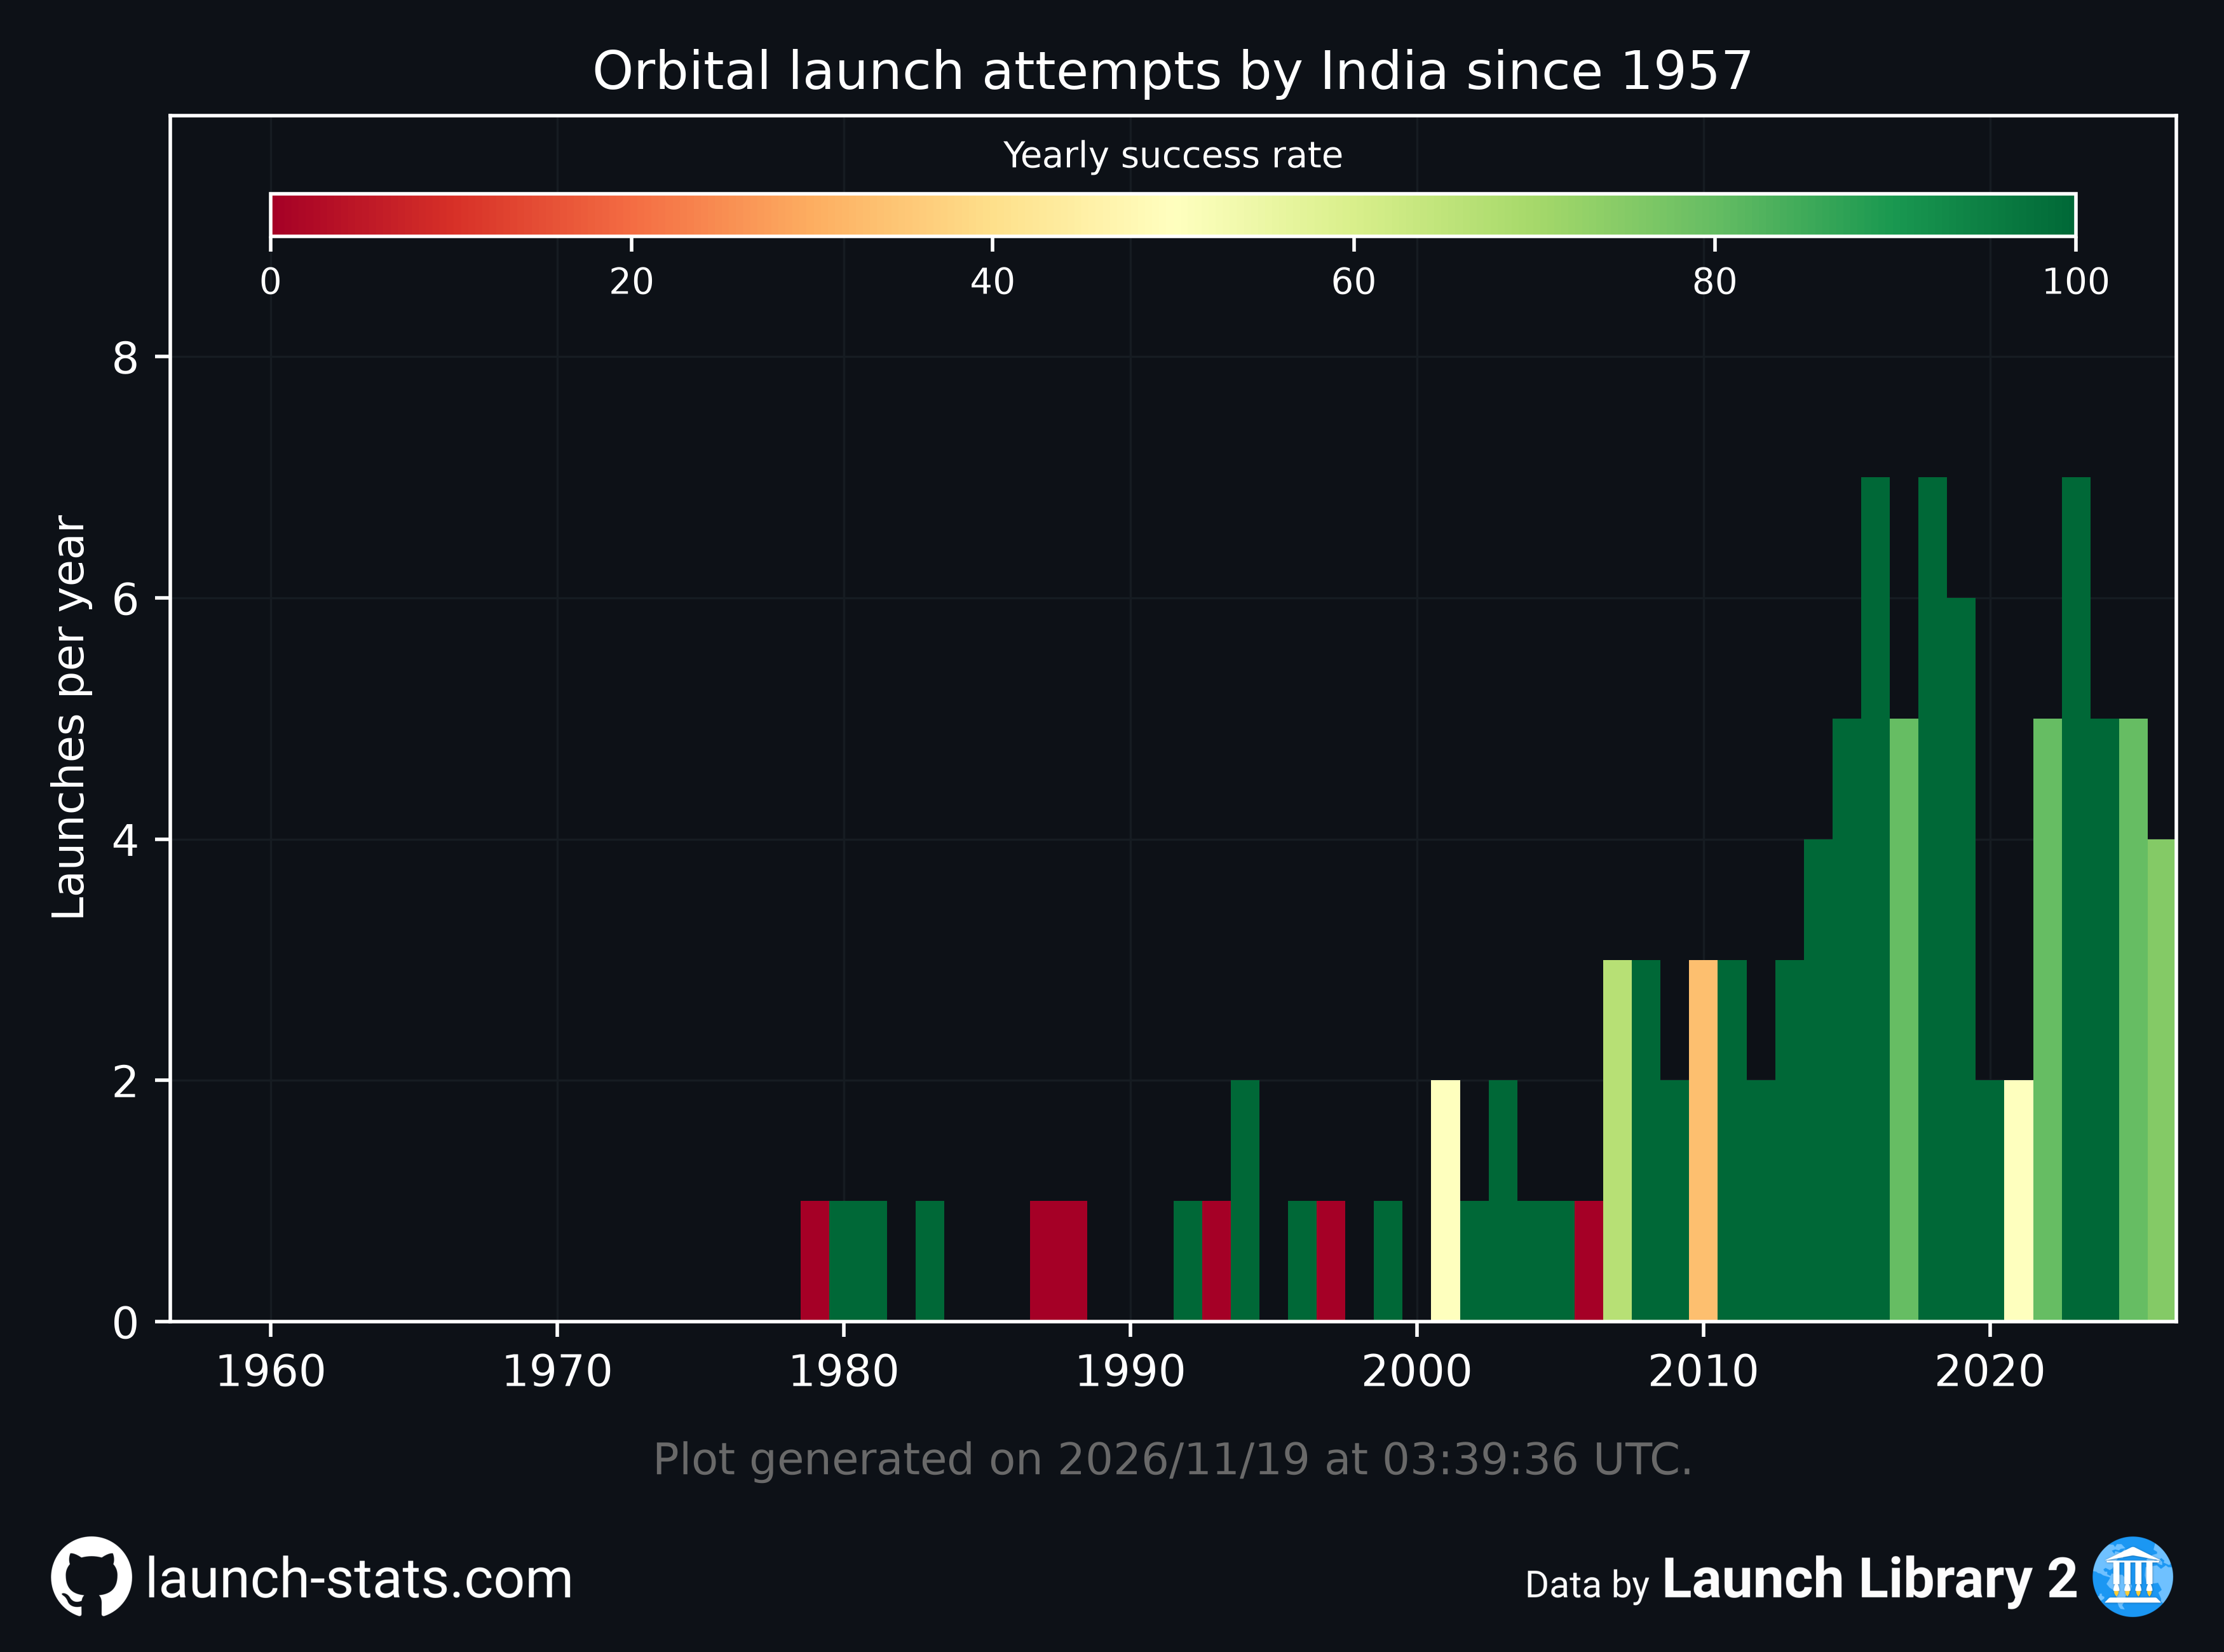 Orbital launch attempts by India since 1957
Yearly success rate
0 20 40 60 80 100
Launches per year
8
6
4
2
0
1960 1970 1980 1990 2000 2010 2020
Plot generated on 2026/11/19 at 03:39:36 UTC.
launch-stats.com
Data by Launch Library 2